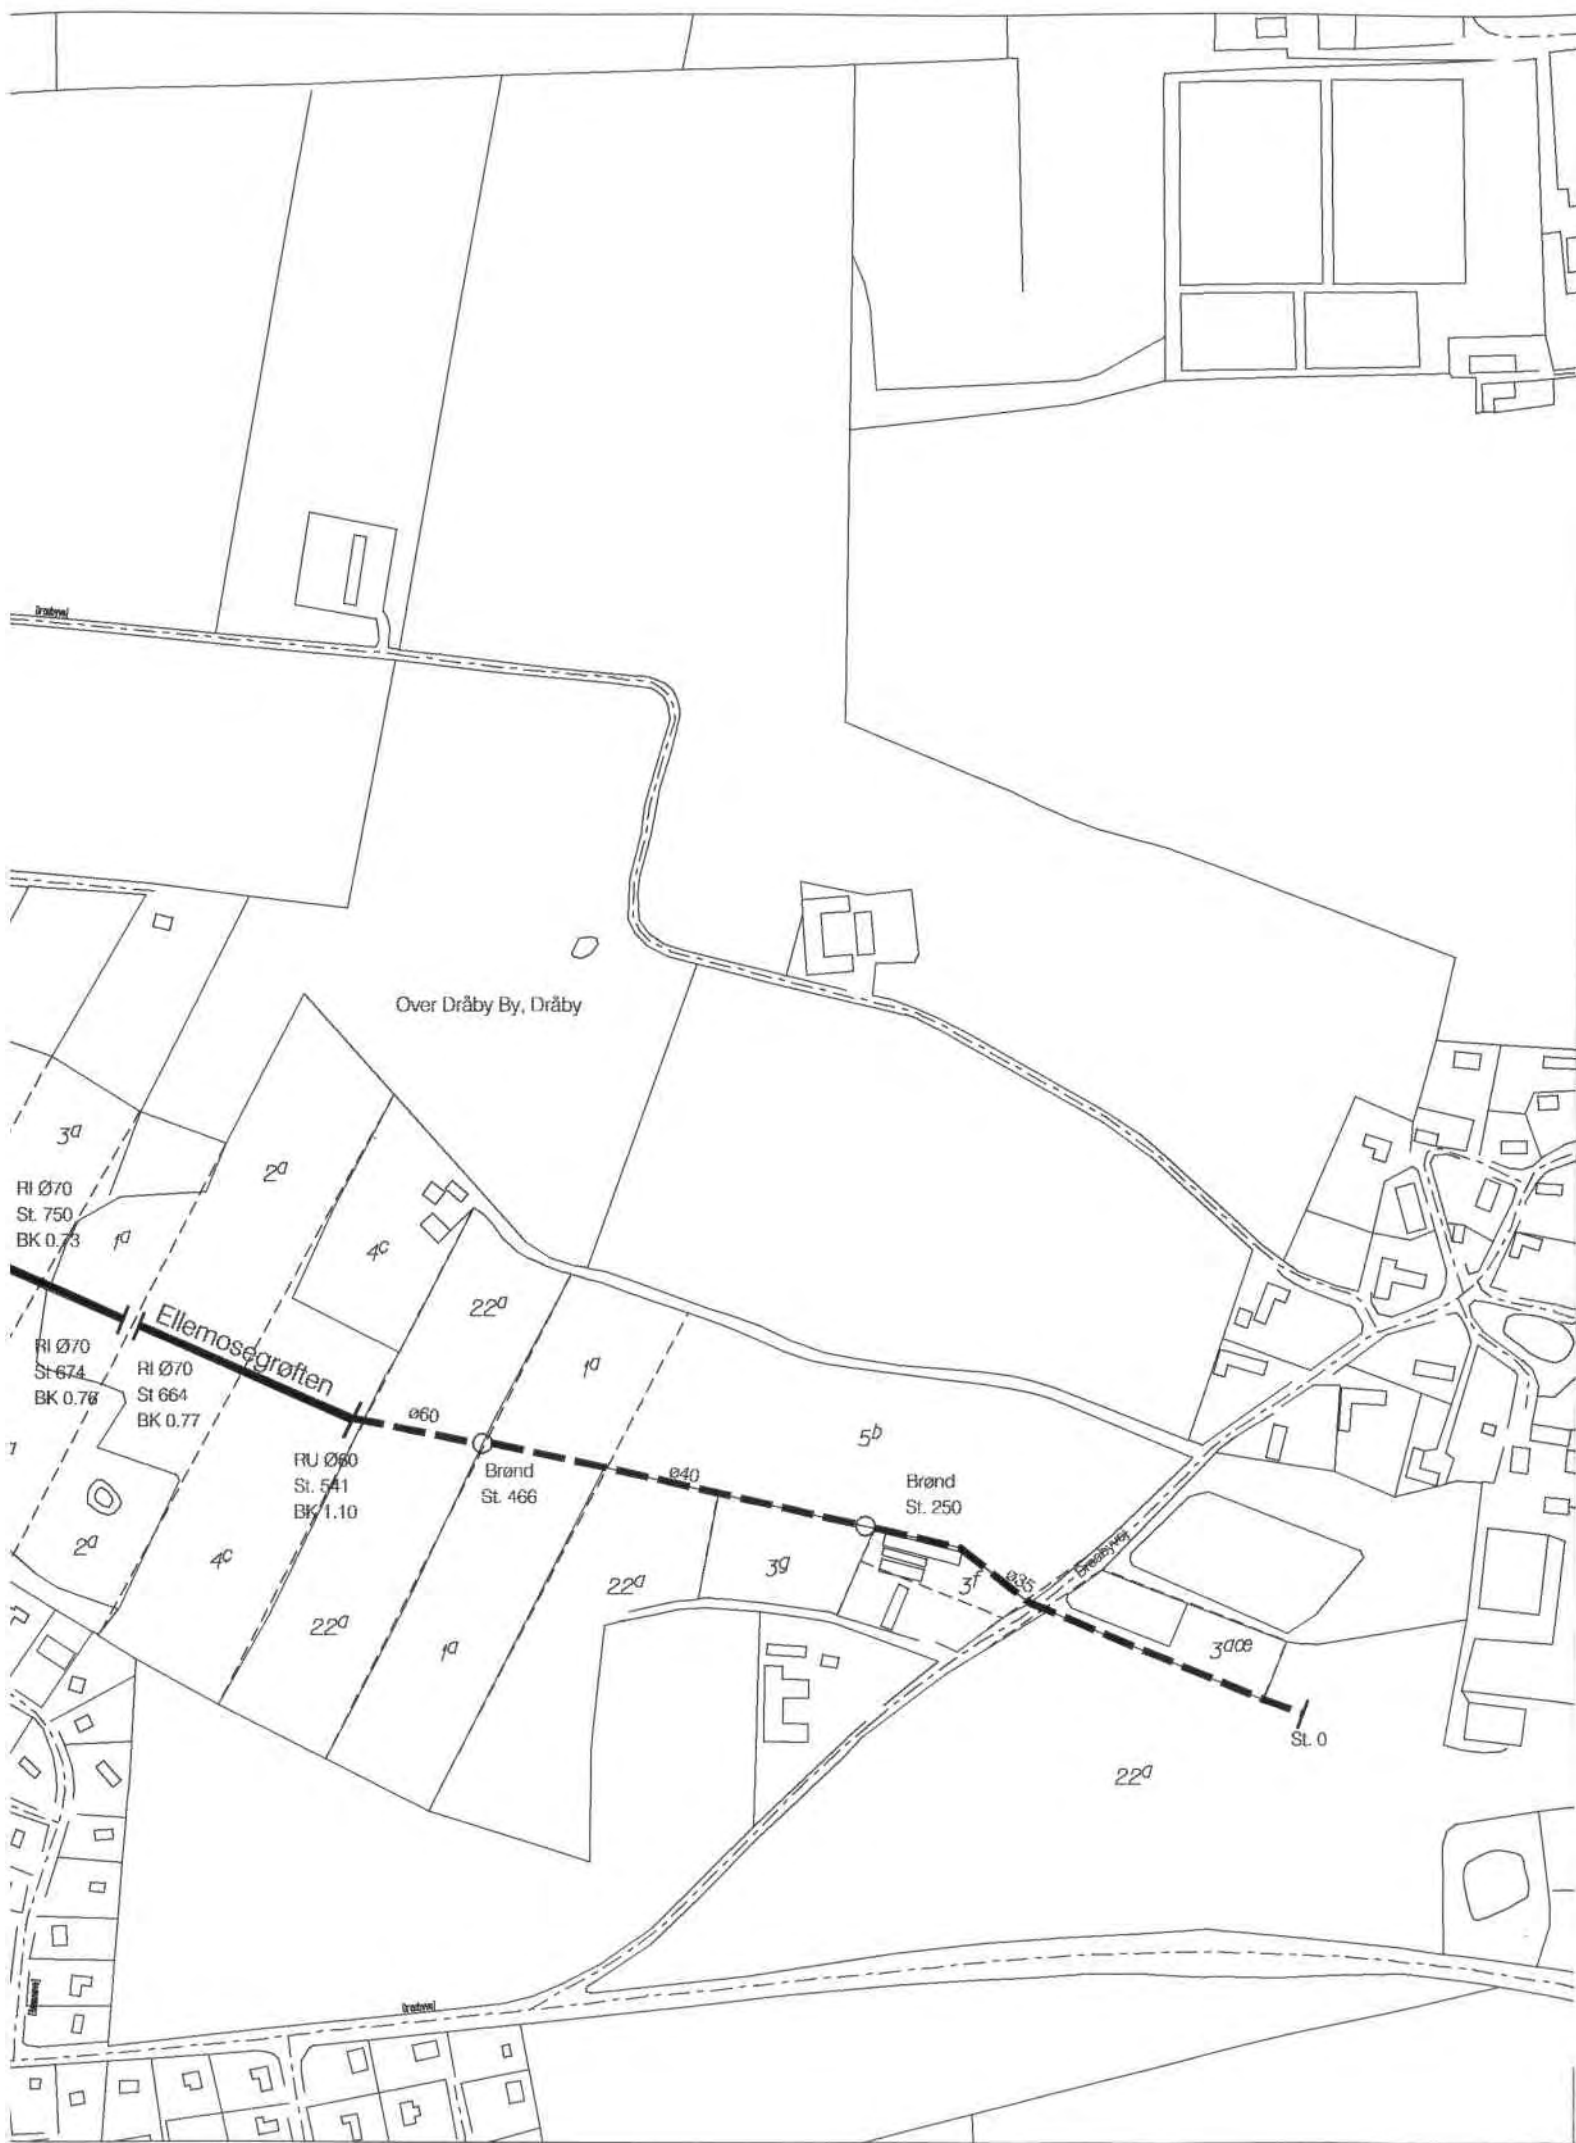 Over Dråby By, Dråby
3a
2a
RI Ø70
St. 750
BK 0.73
1a
4c
22a
1a
Ellemosegrøften
RI Ø70
St 674
BK 0.76
RI Ø70
St 664
BK 0.77
ø60
5b
RU Ø60
St. 541
BK 1.10
Brønd
St. 466
ø40
Brønd
St. 250
2a
4c
22a
3g
3f
ø35
Draabyvej
22a
1a
3aæ
St. 0
22a